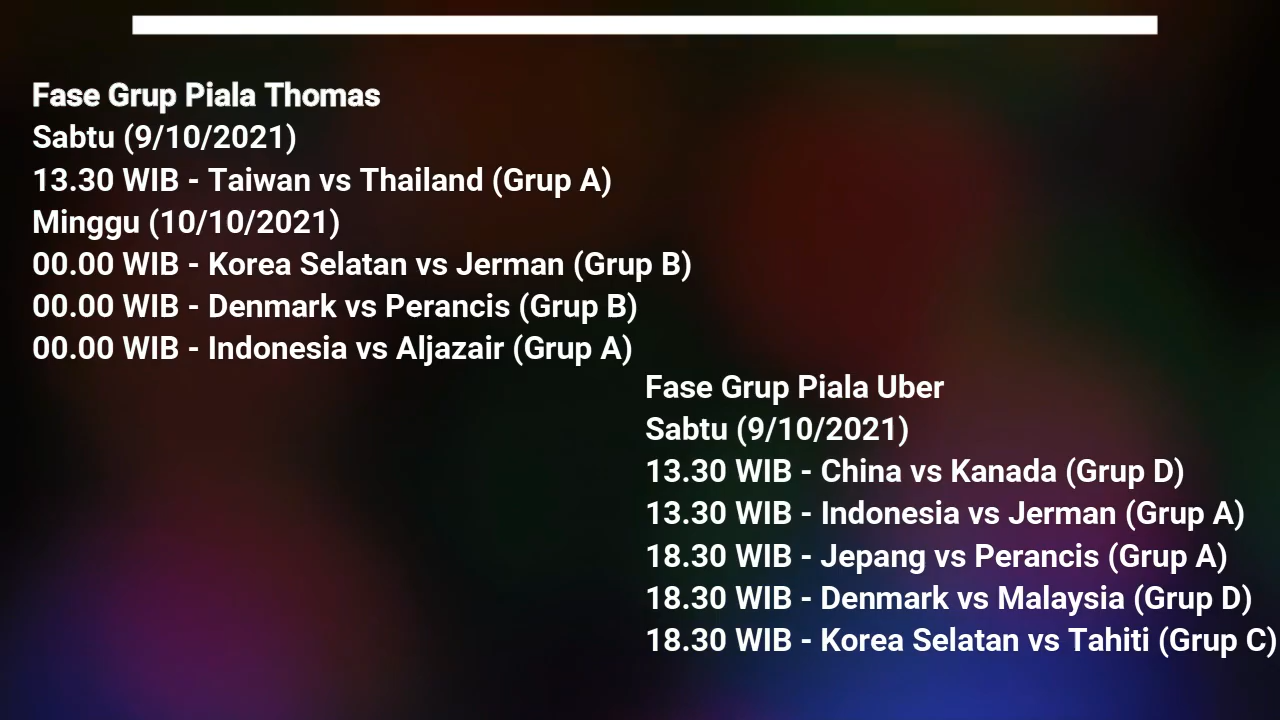 Fase Grup Piala Thomas
Sabtu (9/10/2021)
13.30 WIB - Taiwan vs Thailand (Grup A)
Minggu (10/10/2021)
00.00 WIB - Korea Selatan vs Jerman (Grup B)
00.00 WIB - Denmark vs Perancis (Grup B)
00.00 WIB - Indonesia vs Aljazair (Grup A)
Fase Grup Piala Uber
Sabtu (9/10/2021)
13.30 WIB - China vs Kanada (Grup D)
13.30 WIB - Indonesia vs Jerman (Grup A)
18.30 WIB - Jepang vs Perancis (Grup A)
18.30 WIB - Denmark vs Malaysia (Grup D)
18.30 WIB - Korea Selatan vs Tahiti (Grup C)